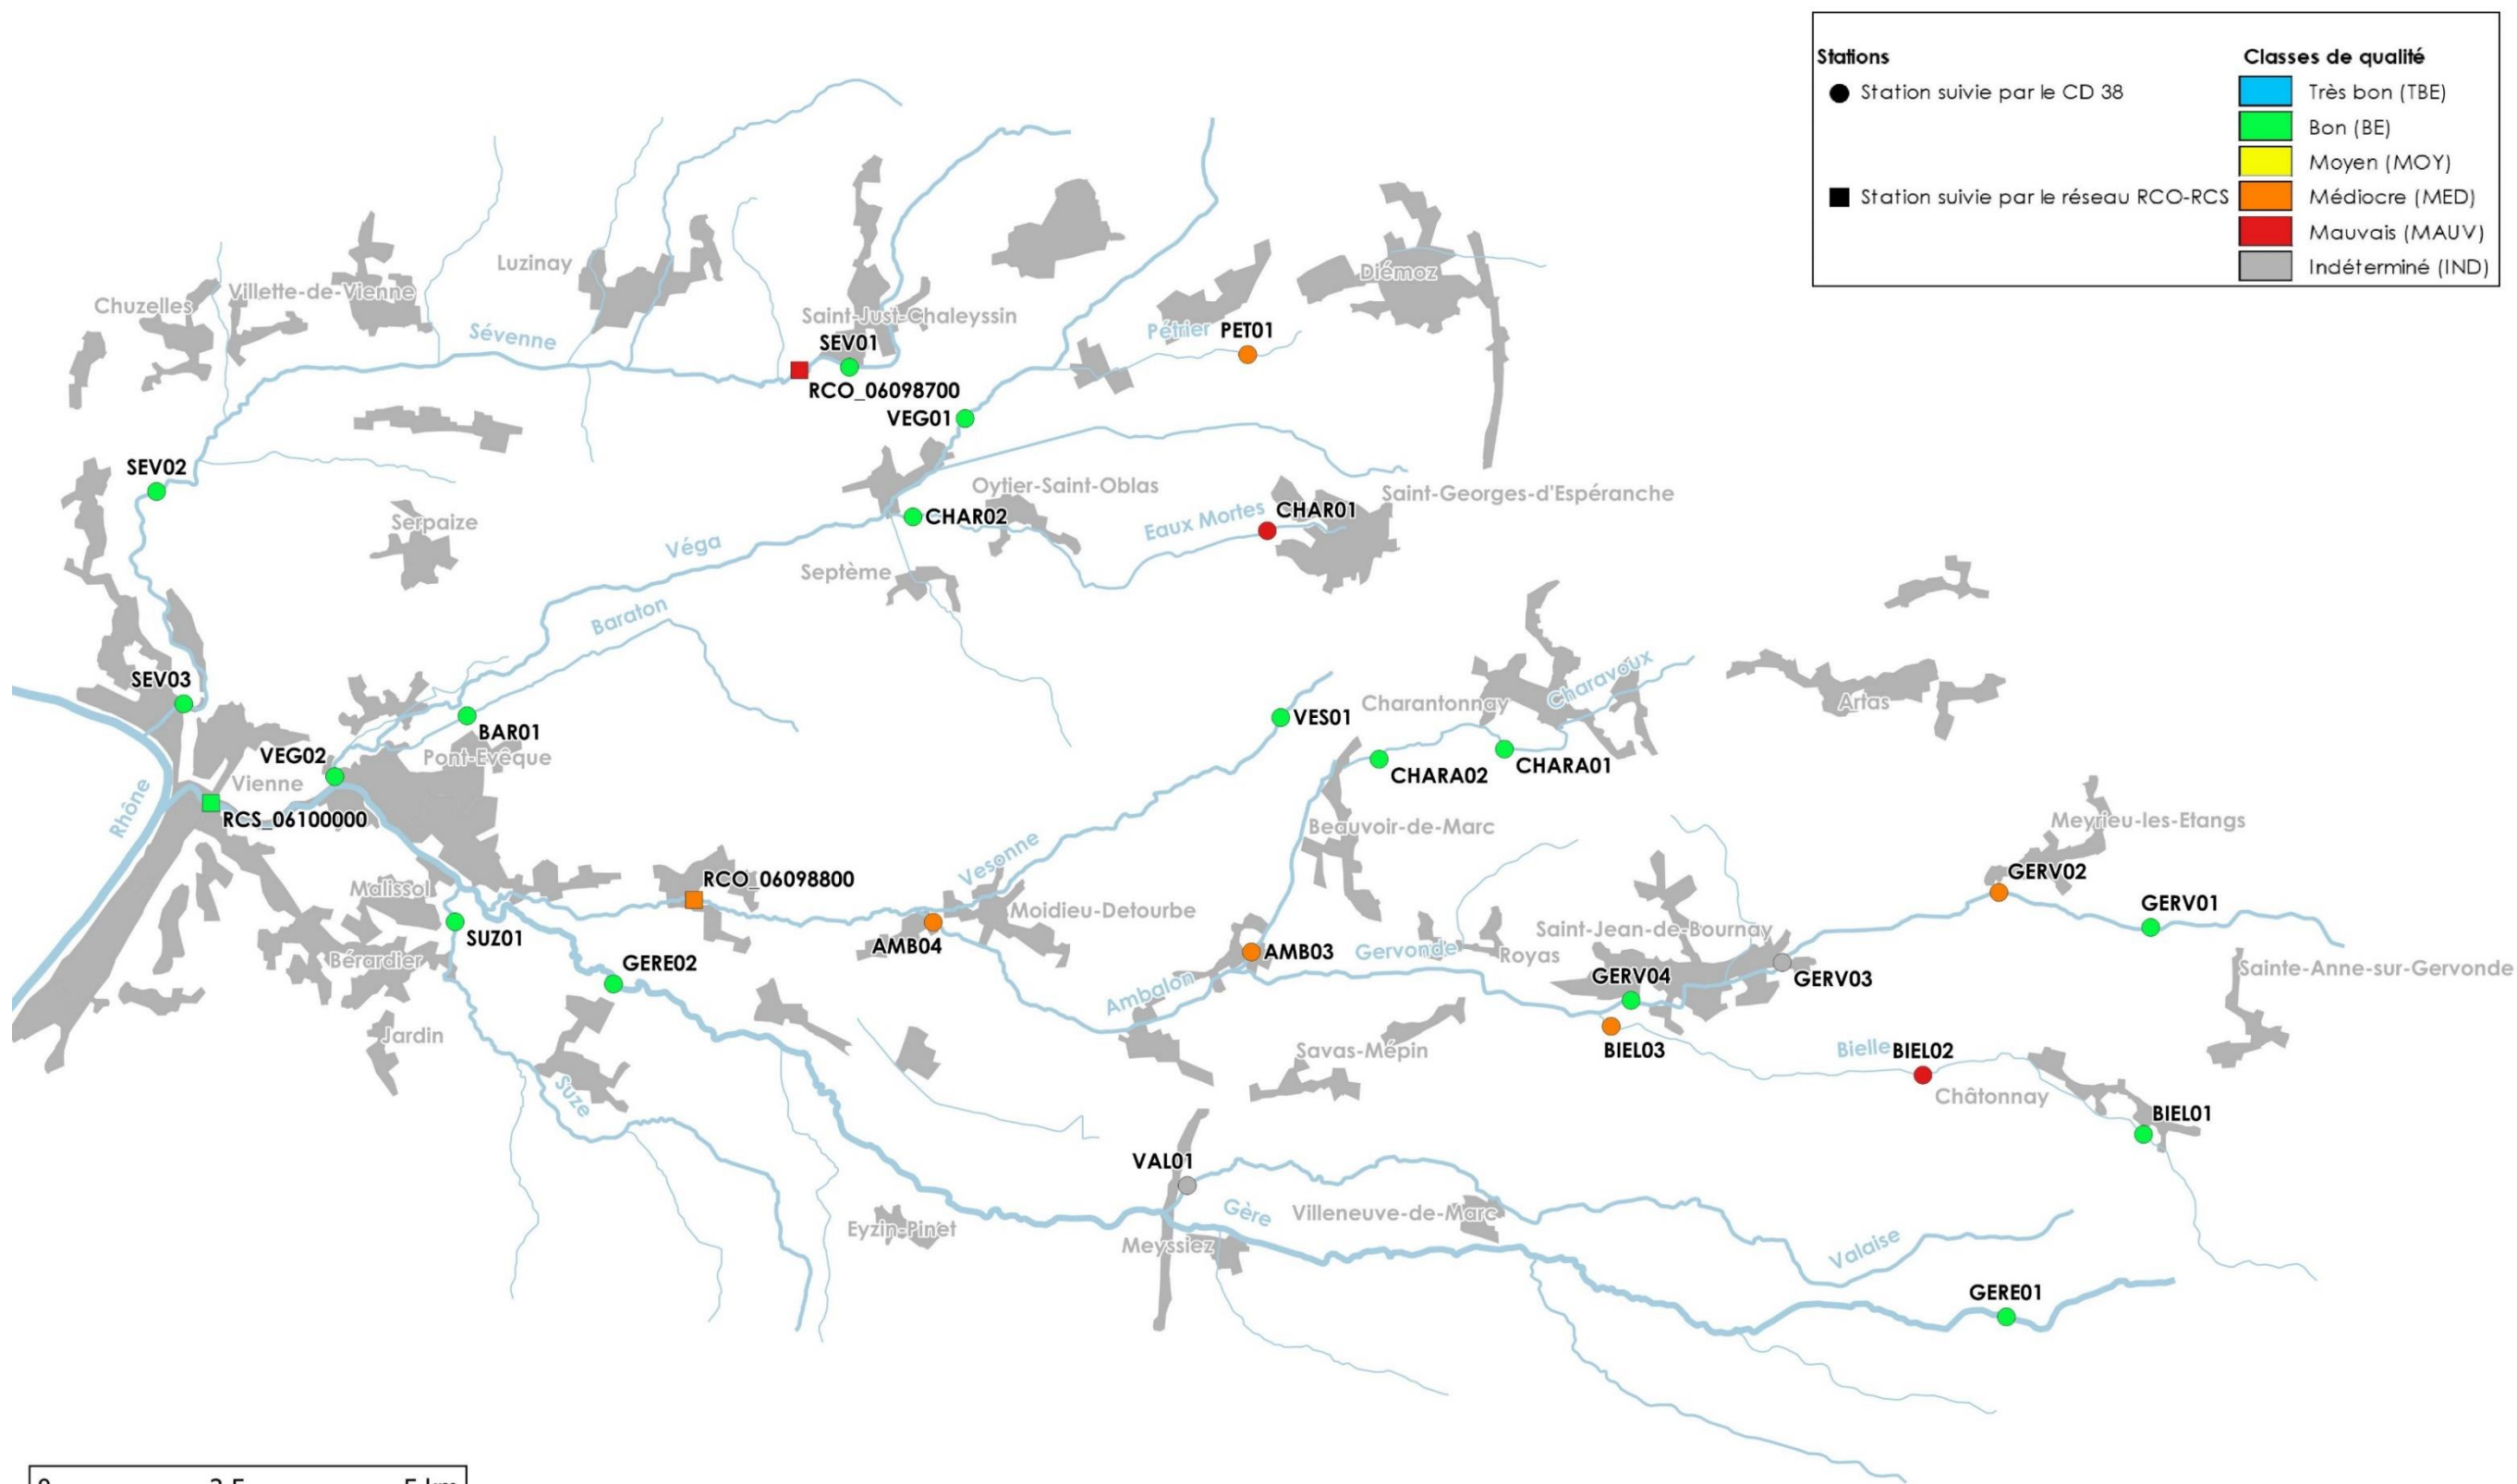 Stations
Classes de qualité
Station suivie par le CD 38
Très bon (TBE)
Bon (BE)
Moyen (MOY)
Station suivie par le réseau RCO-RCS
Médiocre (MED)
Mauvais (MAUV)
Indéterminé (IND)
Luzinay
Diémoz
Villette-de-Vienne
Chuzelles
Saint-Just-Chaleyssin
Sévenne
Pétrier
PET01
SEV01
RCO_06098700
VEG01
SEV02
Oytier-Saint-Oblas
Saint-Georges-d'Espéranche
CHAR02
Eaux Mortes
CHAR01
Serpaize
Véga
Septème
Baraton
SEV03
Charavoux
Charantonnay
Artas
VES01
BAR01
VEG02
Pont-Evêque
CHARA02
CHARA01
Vienne
Rhône
RCS_06100000
Beauvoir-de-Marc
Meyrieu-les-Etangs
Vesonne
RCO_06098800
GERV02
Malissol
Moidieu-Detourbe
GERV01
SUZ01
AMB04
Saint-Jean-de-Bournay
AMB03
Gervonde
Royas
Bérardier
GERE02
GERV04
GERV03
Sainte-Anne-sur-Gervonde
Ambalon
Jardin
Savas-Mépin
BIEL03
Bielle
BIEL02
Suze
Châtonnay
BIEL01
VAL01
Gère
Villeneuve-de-Marc
Eyzin-Pinet
Meyssiez
Valaise
GERE01
0 2,5 5 km